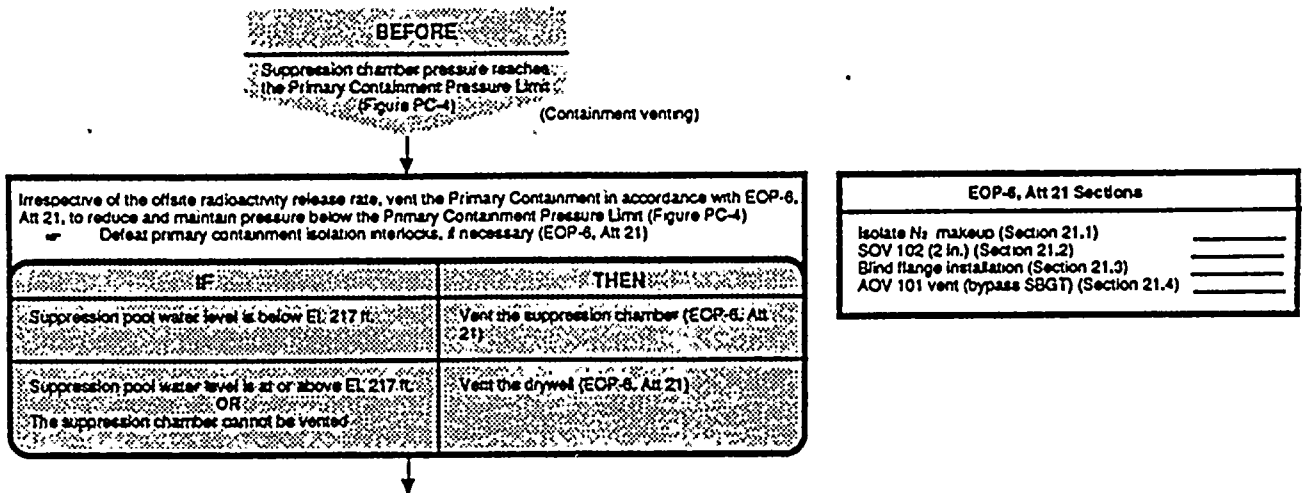 BEFORE
Suppression chamber pressure reaches
the Primary Containment Pressure Limit
(Figure PC-4)
(Containment venting)
Irrespective of the offsite radioactivity release rate, vent the Primary Containment in accordance with EOP-6,
Att 21, to reduce and maintain pressure below the Primary Containment Pressure Limit (Figure PC-4)
☞ Defeat primary containment isolation interlocks, if necessary (EOP-6, Att 21)
IF
THEN
Suppression pool water level is below El. 217 ft.
Vent the suppression chamber (EOP-6, Att
21)
Suppression pool water level is at or above El. 217 ft.
OR
The suppression chamber cannot be vented
Vent the drywell (EOP-6, Att 21)
EOP-6, Att 21 Sections
Isolate N₂ makeup (Section 21.1)
SOV 102 (2 in.) (Section 21.2)
Blind flange installation (Section 21.3)
AOV 101 vent (bypass SBGT) (Section 21.4)